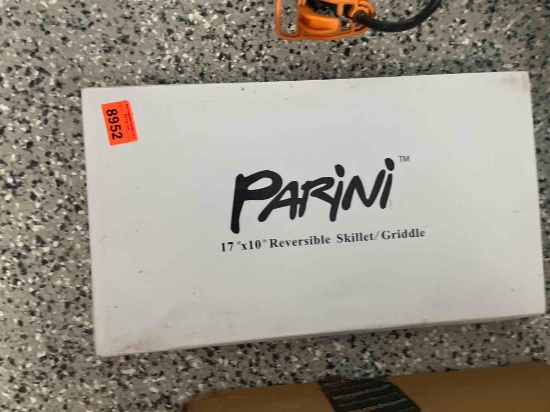 8952
PARiNi™
17"x10" Reversible Skillet/Griddle